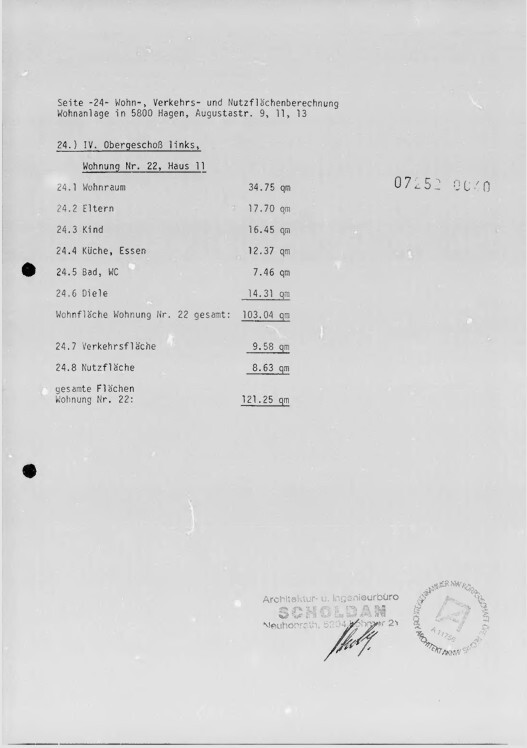 Seite -24- Wohn-, Verkehrs- und Nutzflächenberechnung
Wohnanlage in 5800 Hagen, Augustastr. 9, 11, 13
24.) IV. Obergeschoß links,
Wohnung Nr. 22, Haus 11
24.1 Wohnraum 34.75 qm
24.2 Eltern 17.70 qm
24.3 Kind 16.45 qm
24.4 Küche, Essen 12.37 qm
24.5 Bad, WC 7.46 qm
24.6 Diele 14.31 qm
Wohnfläche Wohnung Nr. 22 gesamt: 103.04 qm
24.7 Verkehrsfläche 9.58 qm
24.8 Nutzfläche 8.63 qm
gesamte Flächen
Wohnung Nr. 22: 121.25 qm
Architektur- u. Ingenieurbüro
SCHOLDAN